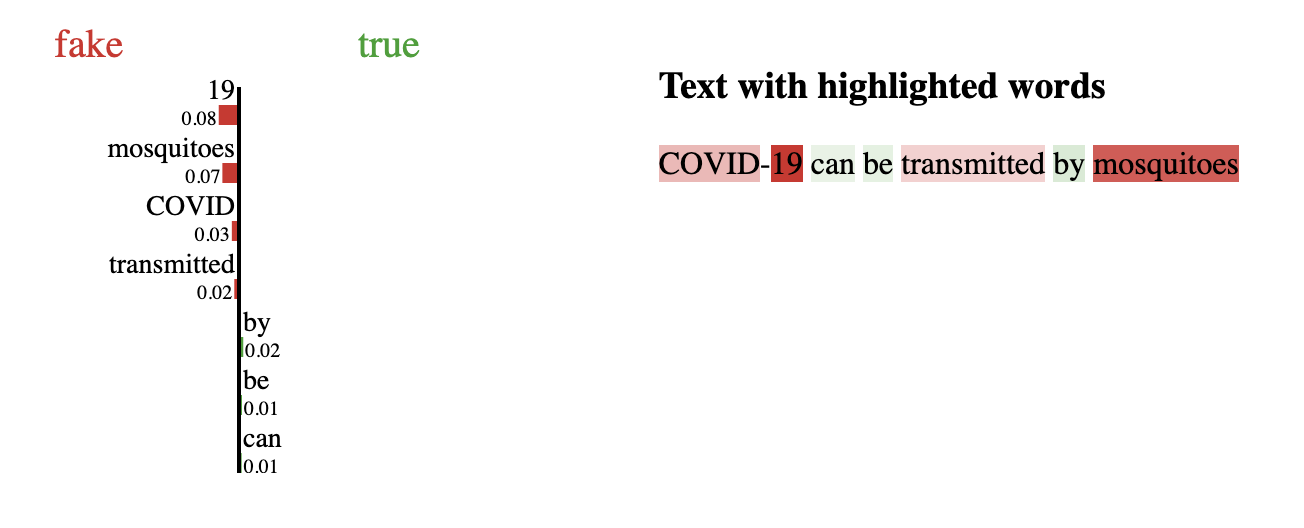 fake
true
19
0.08
mosquitoes
0.07
COVID
0.03
transmitted
0.02
by
0.02
be
0.01
can
0.01
Text with highlighted words
COVID-19 can be transmitted by mosquitoes